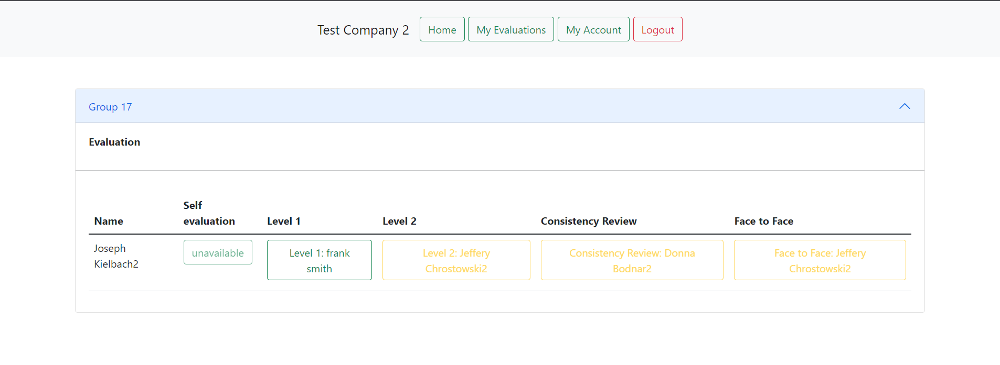 Test Company 2 Home My Evaluations My Account Logout
Group 17
Evaluation
Name Self evaluation Level 1 Level 2 Consistency Review Face to Face
Joseph Kielbach2
unavailable
Level 1: frank smith
Level 2: Jeffery Chrostowski2
Consistency Review: Donna Bodnar2
Face to Face: Jeffery Chrostowski2